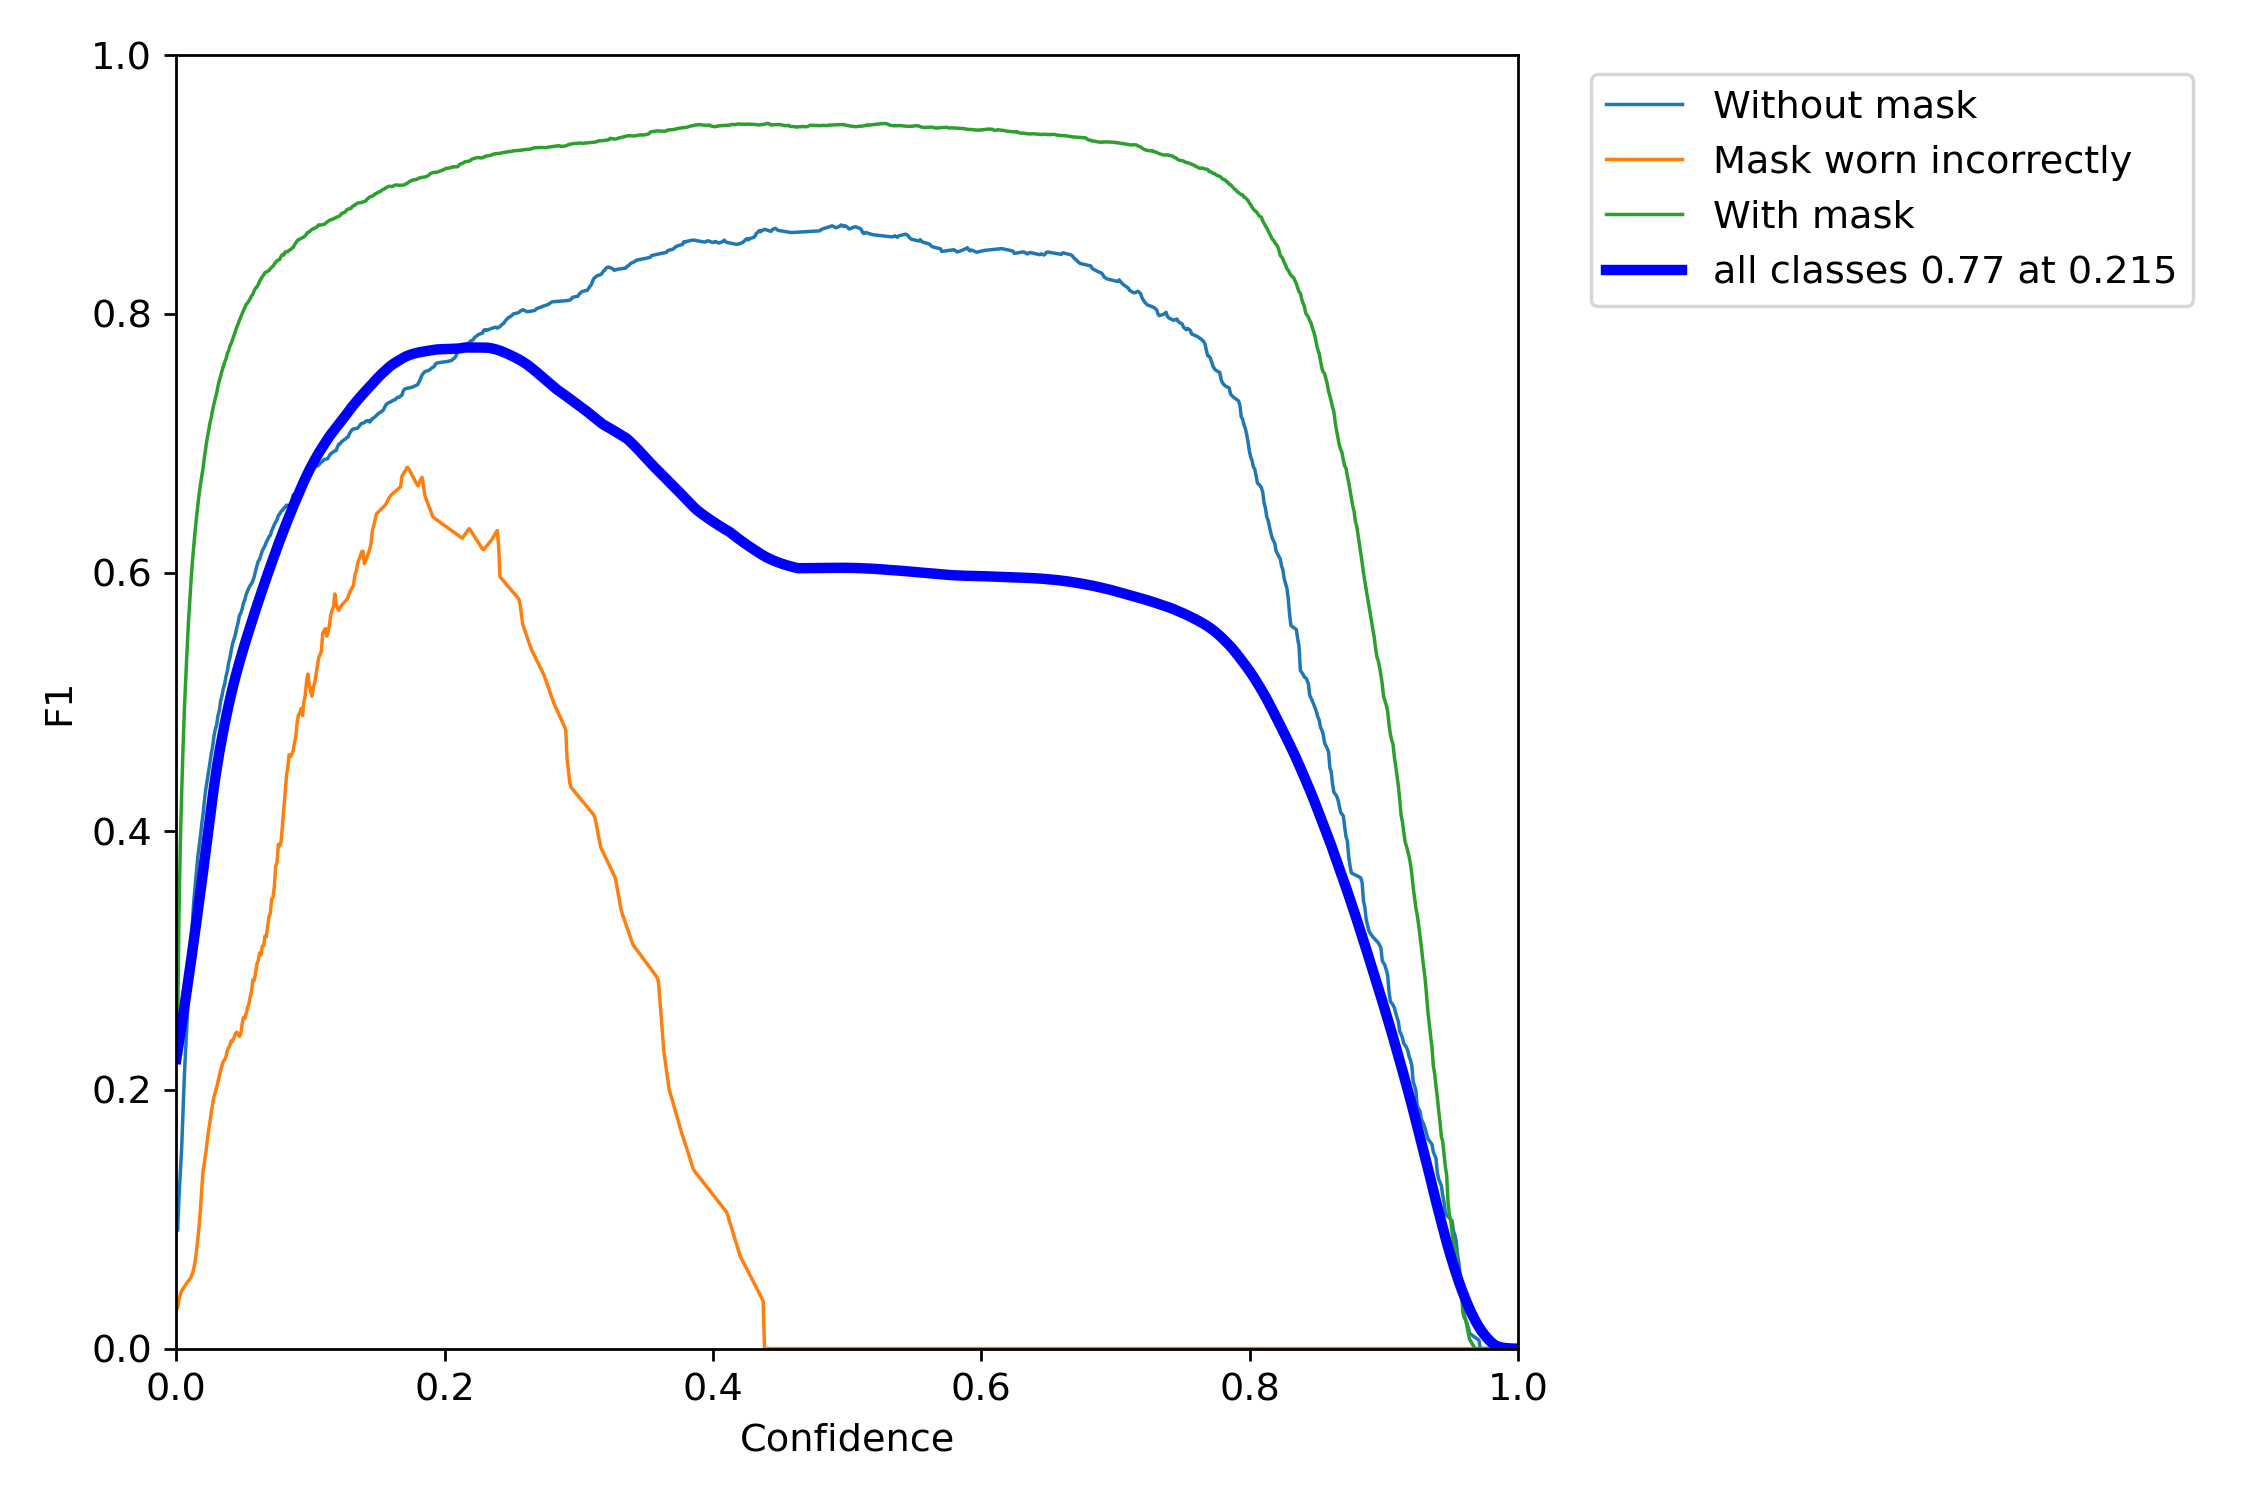 1.0
0.8
0.6
0.4
0.2
0.0
F1
0.0 0.2 0.4 0.6 0.8 1.0
Confidence
Without mask
Mask worn incorrectly
With mask
all classes 0.77 at 0.215